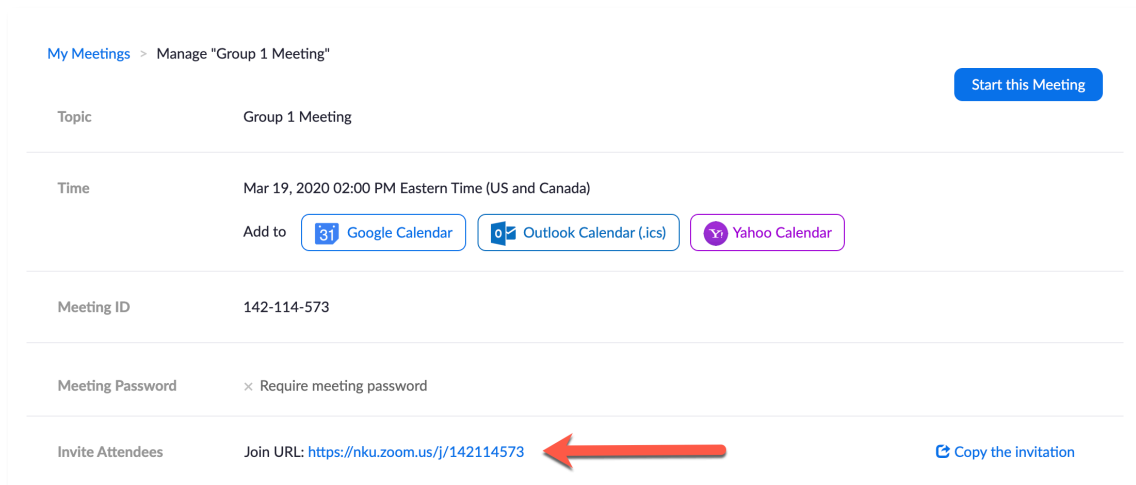 My Meetings > Manage "Group 1 Meeting"
Start this Meeting
Topic Group 1 Meeting
Time Mar 19, 2020 02:00 PM Eastern Time (US and Canada)
Add to 31 Google Calendar Outlook Calendar (.ics) Yahoo Calendar
Meeting ID 142-114-573
Meeting Password × Require meeting password
Invite Attendees Join URL: https://nku.zoom.us/j/142114573 Copy the invitation